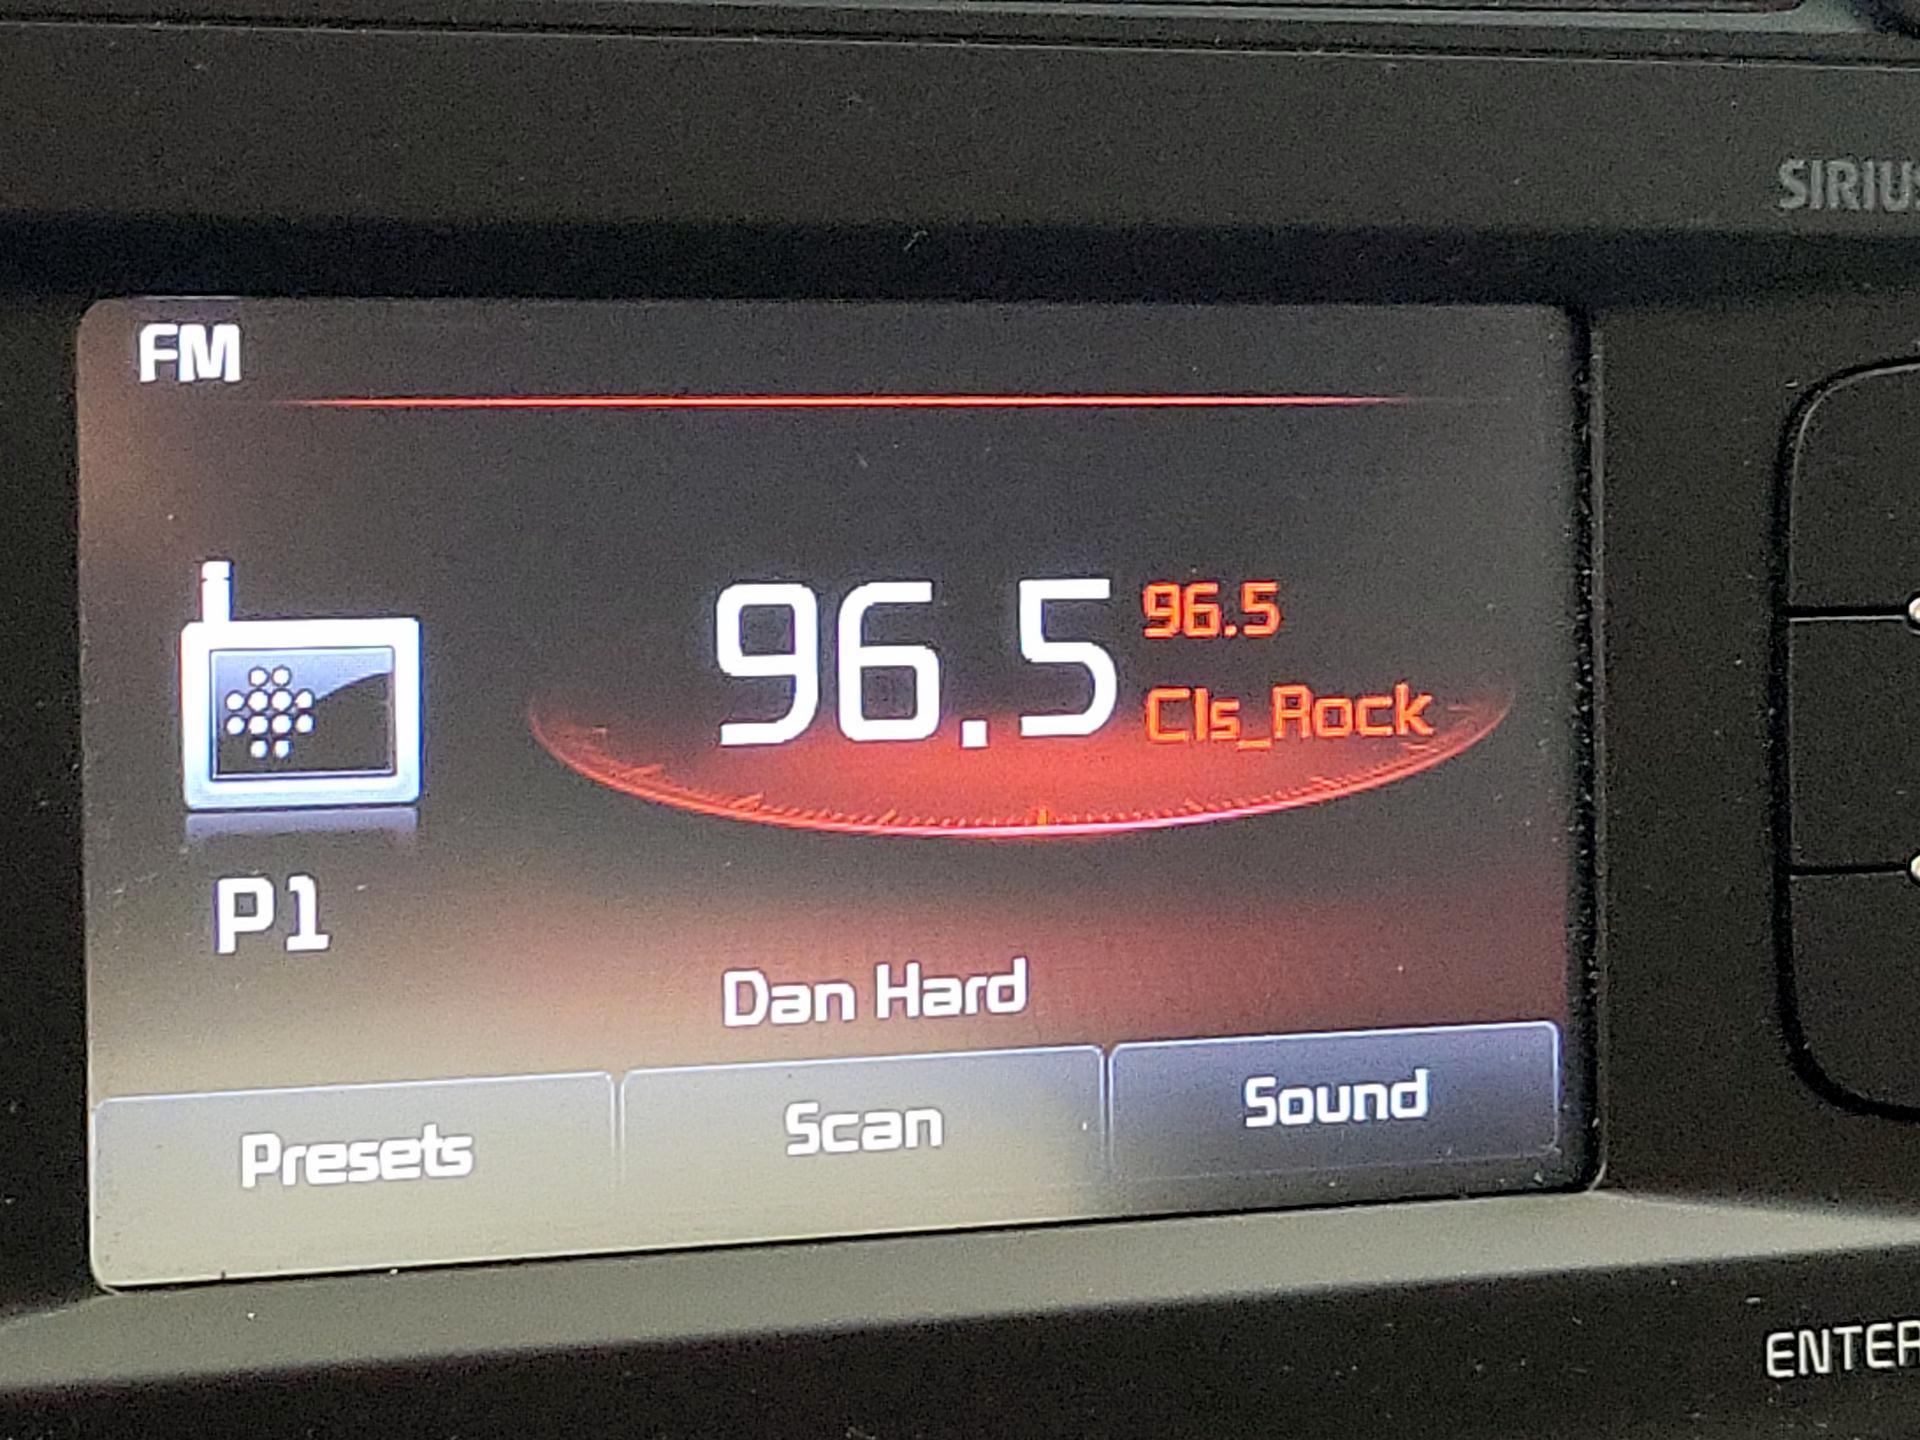 SIRIUS
FM
96.5
96.5
Cls_Rock
P1
Dan Hard
Presets
Scan
Sound
ENTER